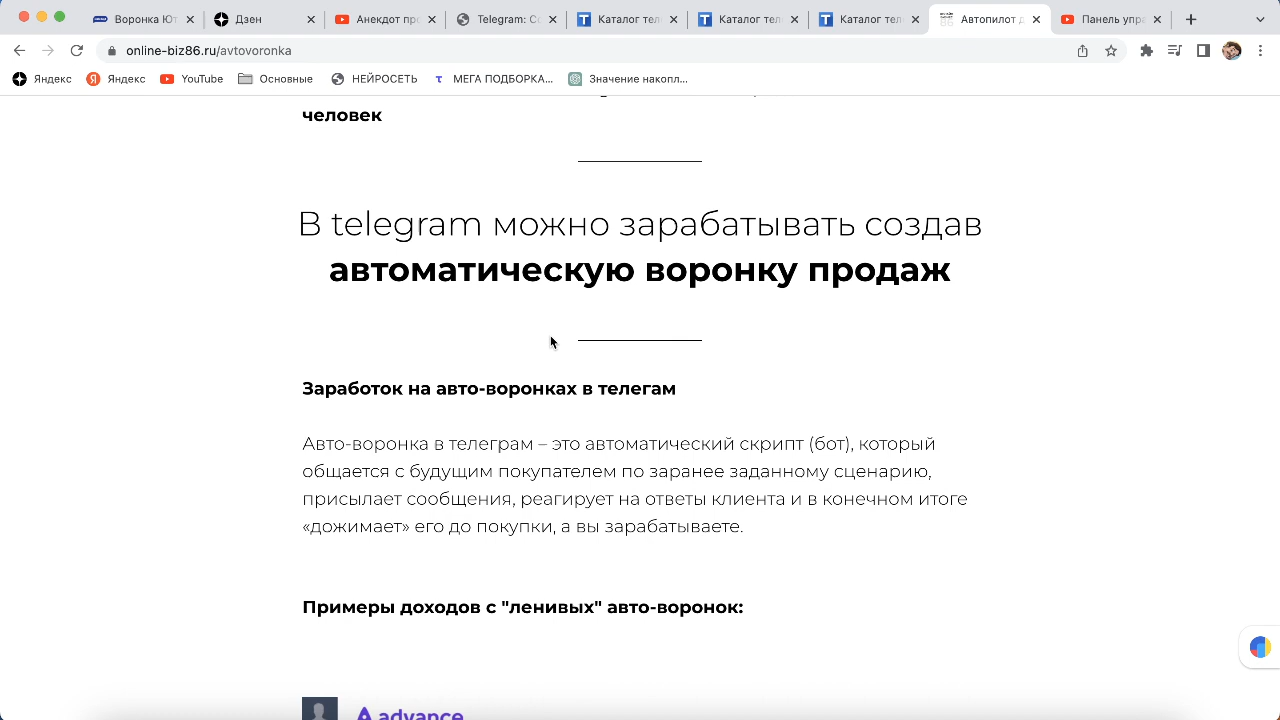 Воронка Ют
Дзен
Анекдот пр
Telegram: Co
Каталог тел
Каталог тел
Каталог тел
Автопилот д
Панель упре
online-biz86.ru/avtovoronka
Яндекс
Яндекс
YouTube
Основные
НЕЙРОСЕТЬ
МЕГА ПОДБОРКА...
Значение накопл...
человек
В telegram можно зарабатывать создав
автоматическую воронку продаж
Заработок на авто-воронках в телегам
Авто-воронка в телеграм – это автоматический скрипт (бот), который
общается с будущим покупателем по заранее заданному сценарию,
присылает сообщения, реагирует на ответы клиента и в конечном итоге
«дожимает» его до покупки, а вы зарабатываете.
Примеры доходов с "ленивых" авто-воронок:
advance